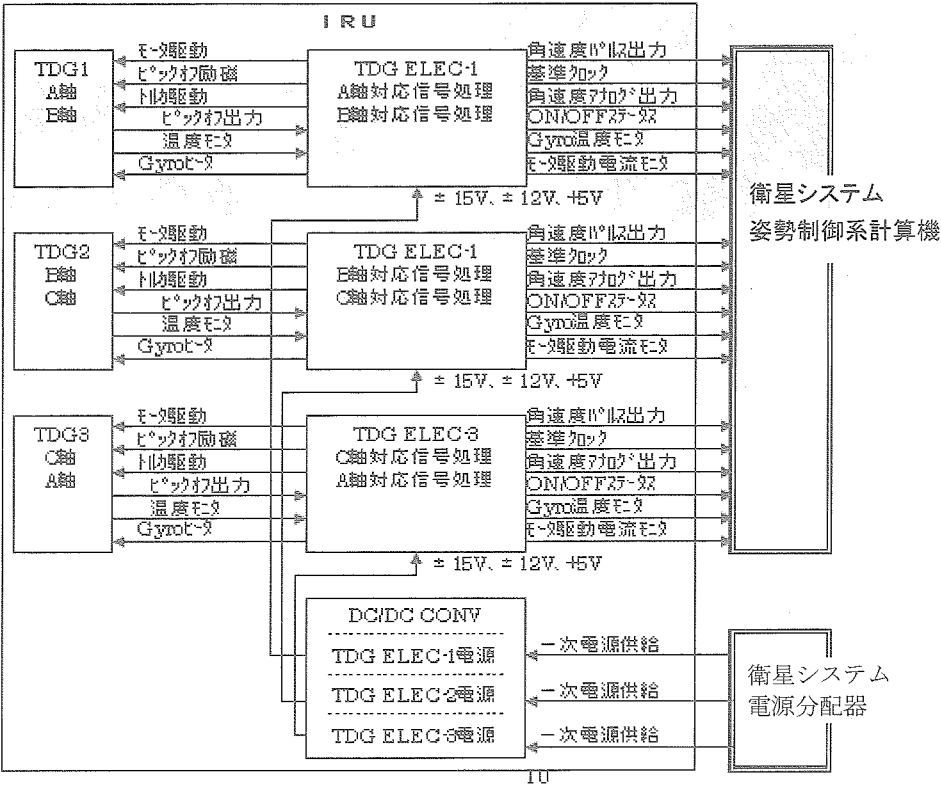 IRU
TDG1
A軸
B軸
モータ駆動
ピックオフ励磁
トルカ駆動
ピックオフ出力
温度モニタ
Gyroヒータ
TDG ELEC-1
A軸対応信号処理
B軸対応信号処理
角速度パルス出力
基準クロック
角速度アナログ出力
ON/OFFステータス
Gyro温度モニタ
モータ駆動電流モニタ
± 15V、± 12V、+5V
TDG2
B軸
C軸
モータ駆動
ピックオフ励磁
トルカ駆動
ピックオフ出力
温度モニタ
Gyroヒータ
TDG ELEC-1
B軸対応信号処理
C軸対応信号処理
角速度パルス出力
基準クロック
角速度アナログ出力
ON/OFFステータス
Gyro温度モニタ
モータ駆動電流モニタ
± 15V、± 12V、+5V
TDG3
C軸
A軸
モータ駆動
ピックオフ励磁
トルカ駆動
ピックオフ出力
温度モニタ
Gyroヒータ
TDG ELEC-3
C軸対応信号処理
A軸対応信号処理
角速度パルス出力
基準クロック
角速度アナログ出力
ON/OFFステータス
Gyro温度モニタ
モータ駆動電流モニタ
± 15V、± 12V、+5V
衛星システム
姿勢制御系計算機
DC/DC CONV
TDG ELEC-1電源
TDG ELEC-2電源
TDG ELEC-3電源
一次電源供給
一次電源供給
一次電源供給
衛星システム
電源分配器
10